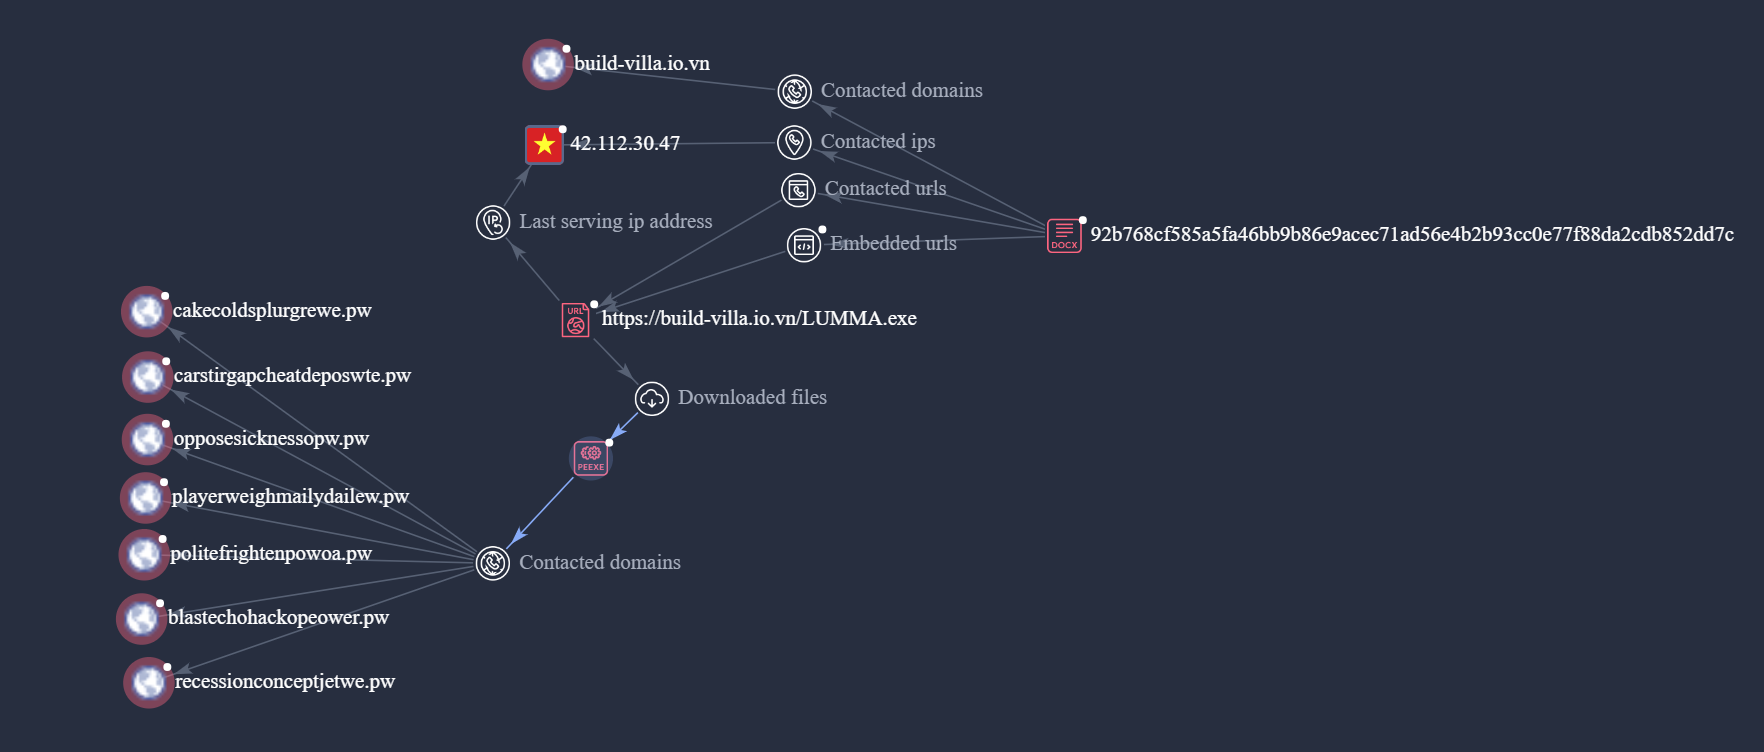 build-villa.io.vn
Contacted domains
42.112.30.47
Contacted ips
Contacted urls
Last serving ip address
IP
Embedded urls
DOCX
92b768cf585a5fa46bb9b86e9acec71ad56e4b2b93cc0e77f88da2cdb852dd7c
cakecoldsplurgrewe.pw
URL
https://build-villa.io.vn/LUMMA.exe
carstirgapcheatdeposwte.pw
Downloaded files
opposesicknessopw.pw
PEEXE
playerweighmailydailew.pw
politefrightenpowoa.pw
Contacted domains
blastechohackopeower.pw
recessionconceptjetwe.pw